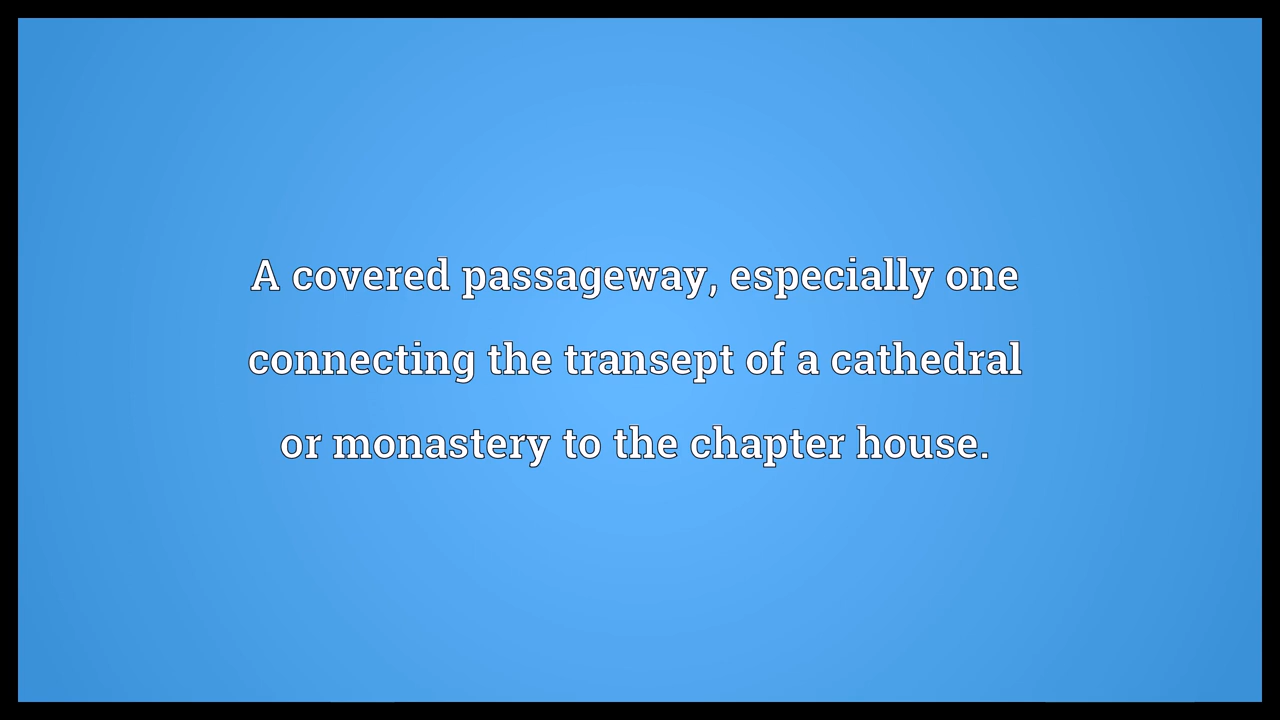 A covered passageway, especially one
connecting the transept of a cathedral
or monastery to the chapter house.